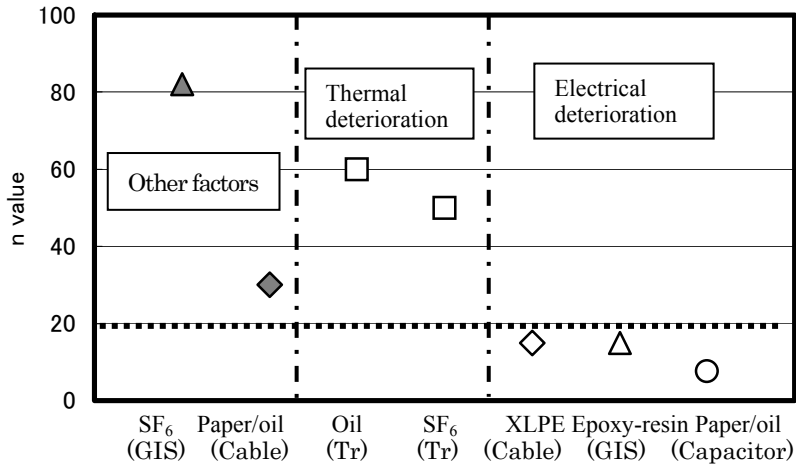 100
80
60
40
20
0
n value
Other factors
Thermal
deterioration
Electrical
deterioration
SF₆ Paper/oil Oil SF₆ XLPE Epoxy-resin Paper/oil
(GIS) (Cable) (Tr) (Tr) (Cable) (GIS) (Capacitor)